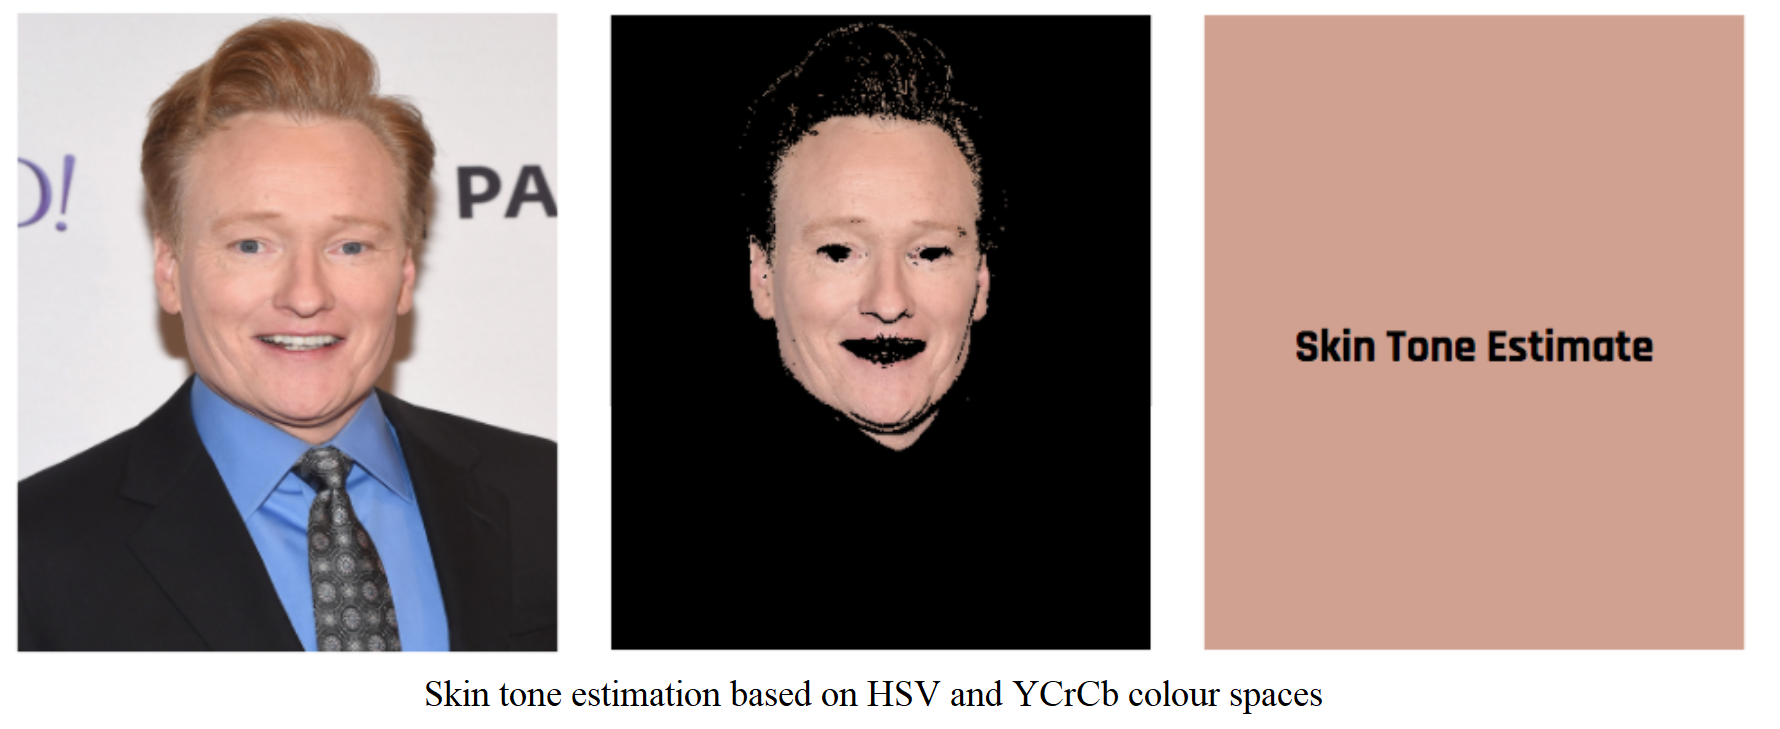 O!
PA
Skin Tone Estimate
Skin tone estimation based on HSV and YCrCb colour spaces